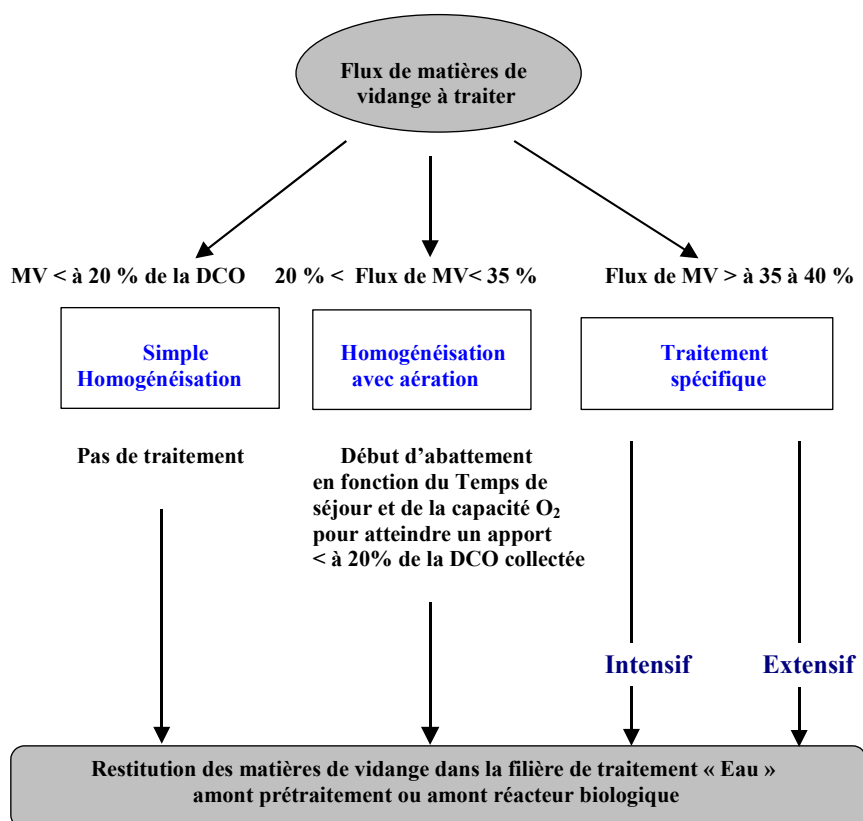 Flux de matières de
vidange à traiter
MV < à 20 % de la DCO
20 % < Flux de MV< 35 %
Flux de MV > à 35 à 40 %
Simple
Homogénéisation
Homogénéisation
avec aération
Traitement
spécifique
Pas de traitement
Début d’abattement
en fonction du Temps de
séjour et de la capacité O₂
pour atteindre un apport
< à 20% de la DCO collectée
Intensif
Extensif
Restitution des matières de vidange dans la filière de traitement « Eau »
amont prétraitement ou amont réacteur biologique